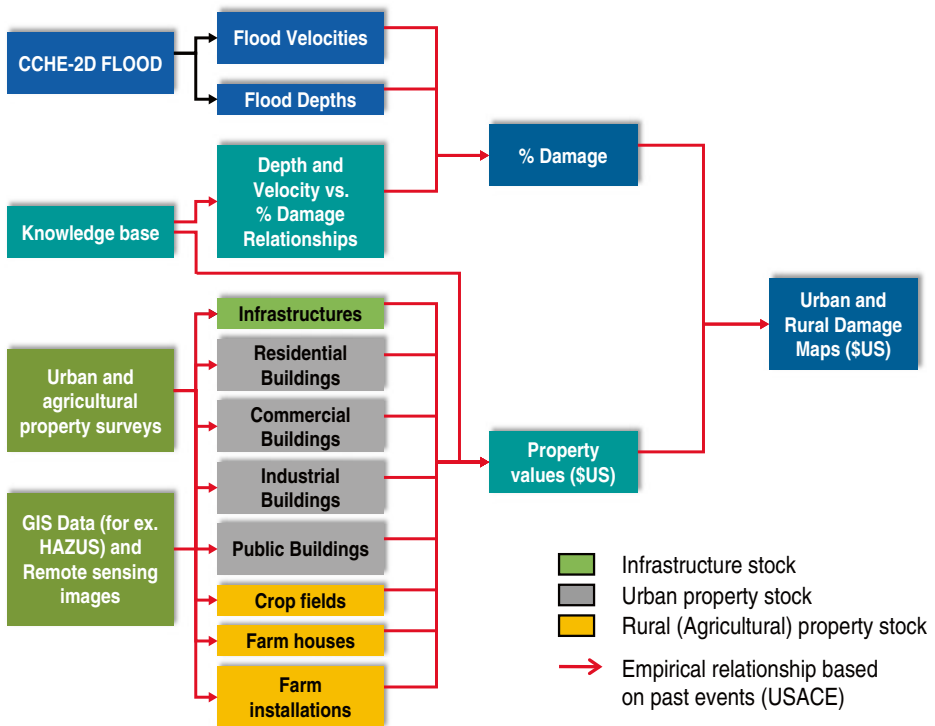 CCHE-2D FLOOD
Flood Velocities
Flood Depths
Knowledge base
Depth and
Velocity vs.
% Damage
Relationships
% Damage
Urban and
agricultural
property surveys
GIS Data (for ex.
HAZUS) and
Remote sensing
images
Infrastructures
Residential
Buildings
Commercial
Buildings
Industrial
Buildings
Public Buildings
Crop fields
Farm houses
Farm
installations
Property
values ($US)
Urban and
Rural Damage
Maps ($US)
Infrastructure stock
Urban property stock
Rural (Agricultural) property stock
Empirical relationship based
on past events (USACE)